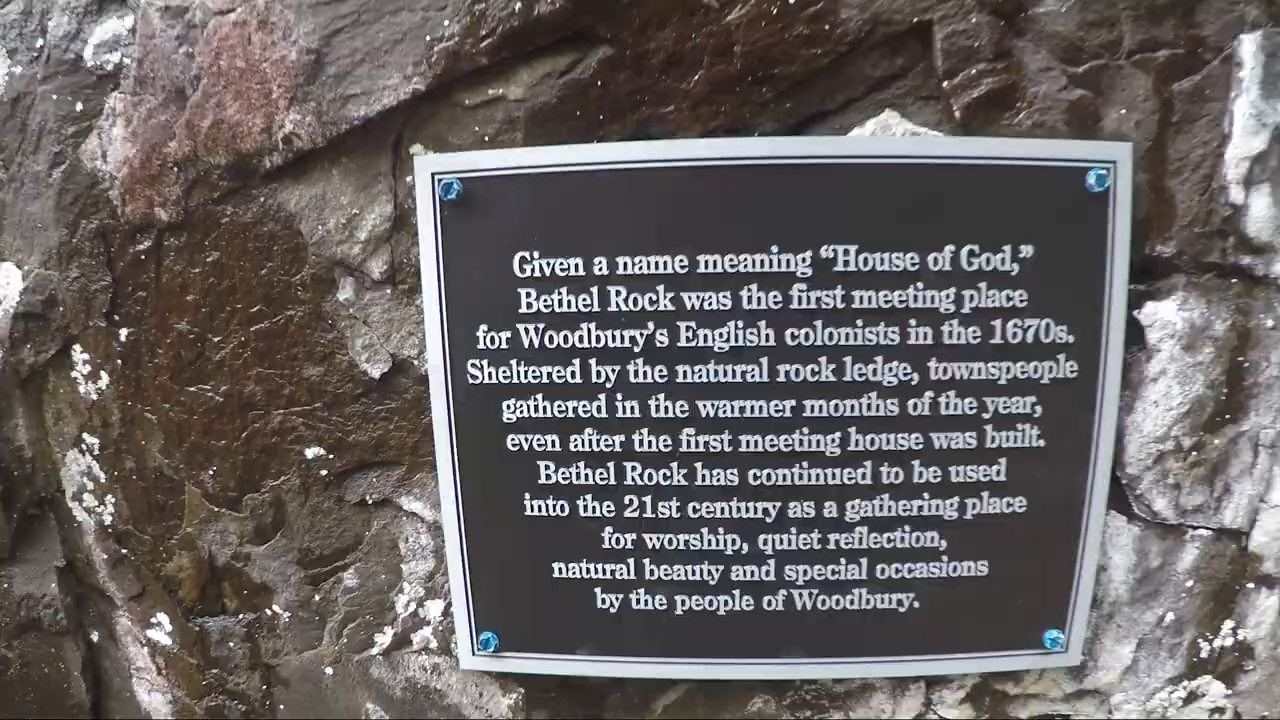 Given a name meaning “House of God,”
Bethel Rock was the first meeting place
for Woodbury’s English colonists in the 1670s.
Sheltered by the natural rock ledge, townspeople
gathered in the warmer months of the year,
even after the first meeting house was built.
Bethel Rock has continued to be used
into the 21st century as a gathering place
for worship, quiet reflection,
natural beauty and special occasions
by the people of Woodbury.